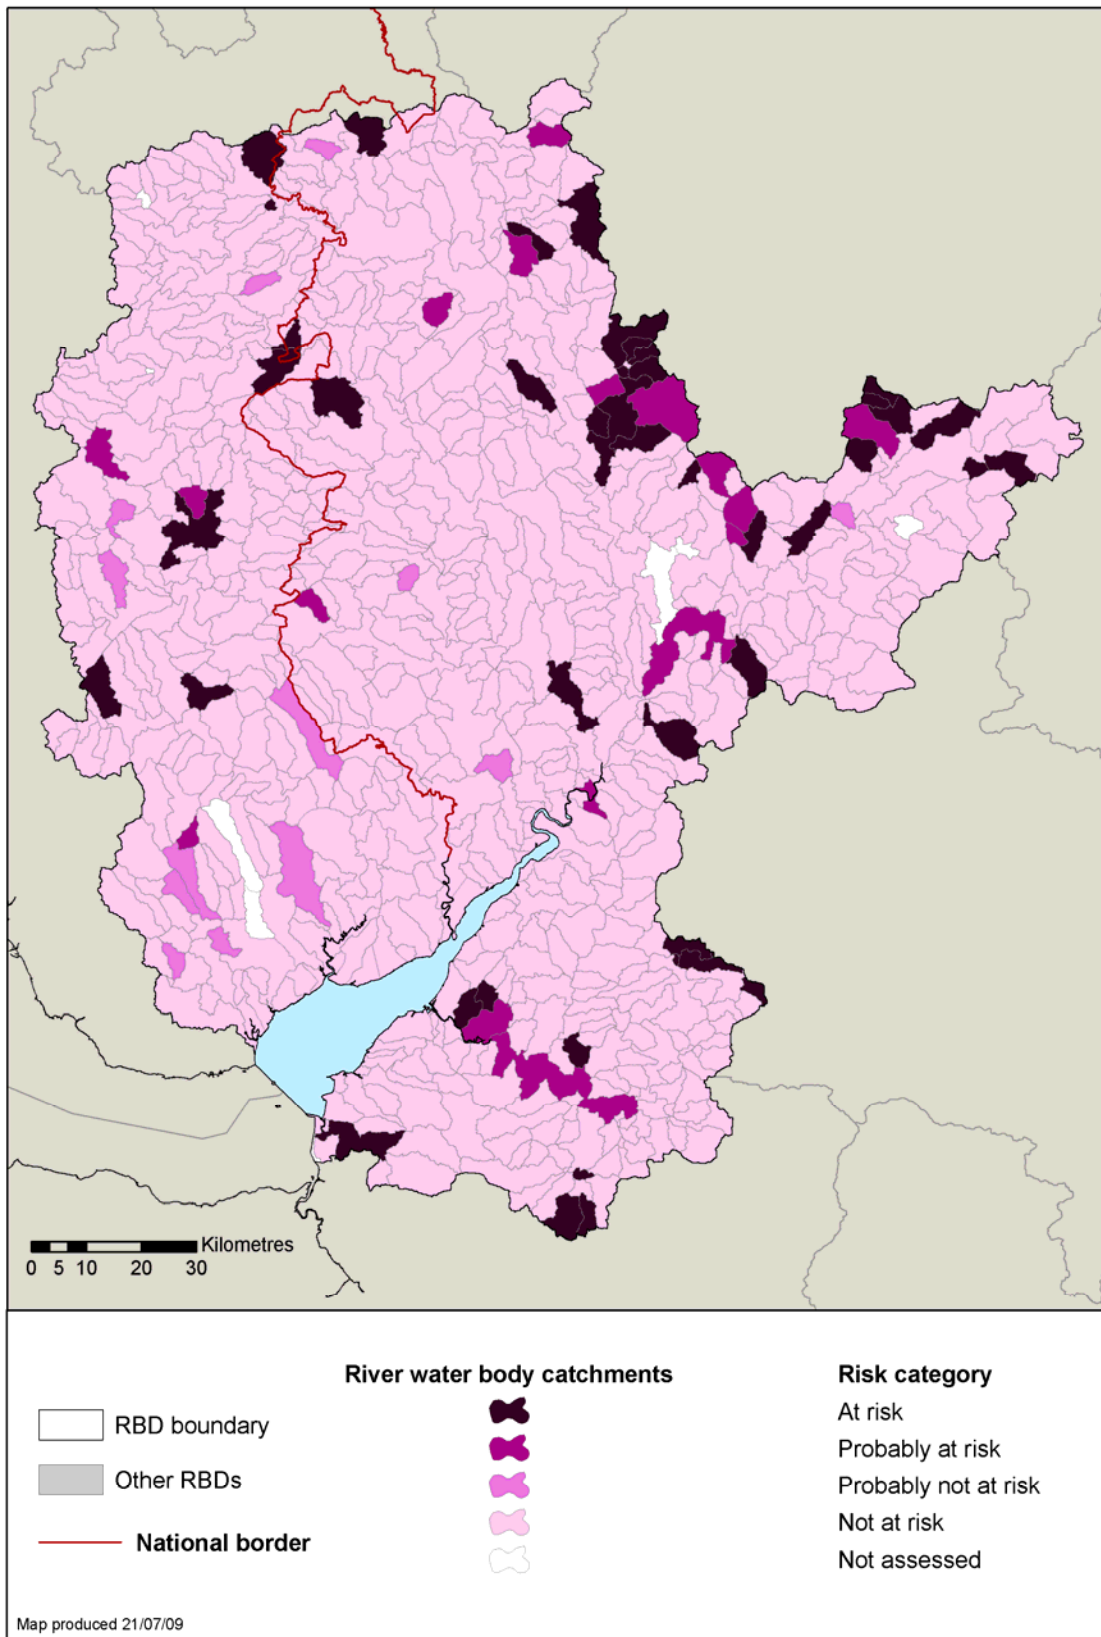 Kilometres
0 5 10 20 30
River water body catchments
Risk category
RBD boundary
Other RBDs
National border
At risk
Probably at risk
Probably not at risk
Not at risk
Not assessed
Map produced 21/07/09